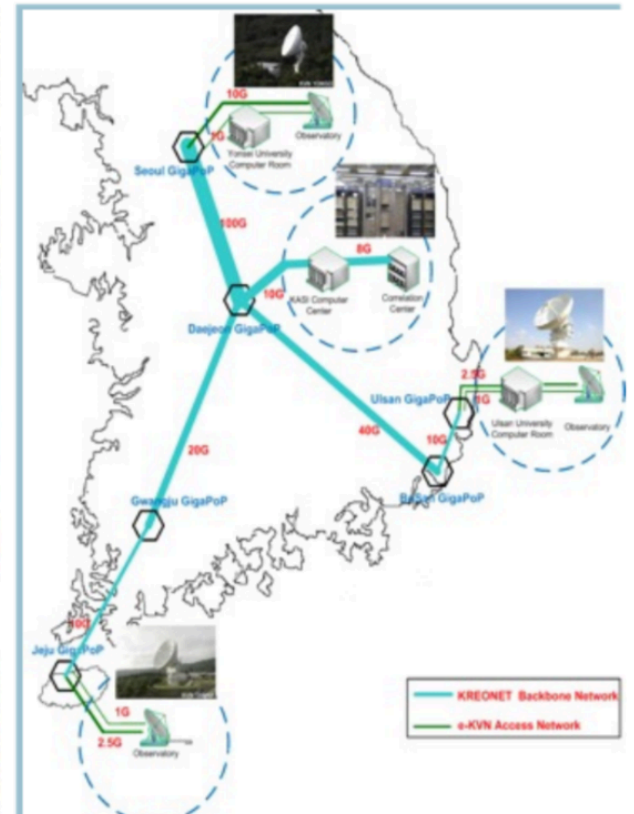 10G
1G
Observatory
Yonsei University
Computer Room
Seoul GigaPoP
100G
8G
10G
KASI Computer
Center
Correlation
Center
Daejeon GigaPoP
2.5G
Ulsan GigaPoP
1G
Ulsan University
Computer Room
Observatory
40G
10G
20G
BuSan GigaPoP
Gwangju GigaPoP
10G
Jeju GigaPoP
1G
2.5G
Observatory
KREONET Backbone Network
e-KVN Access Network